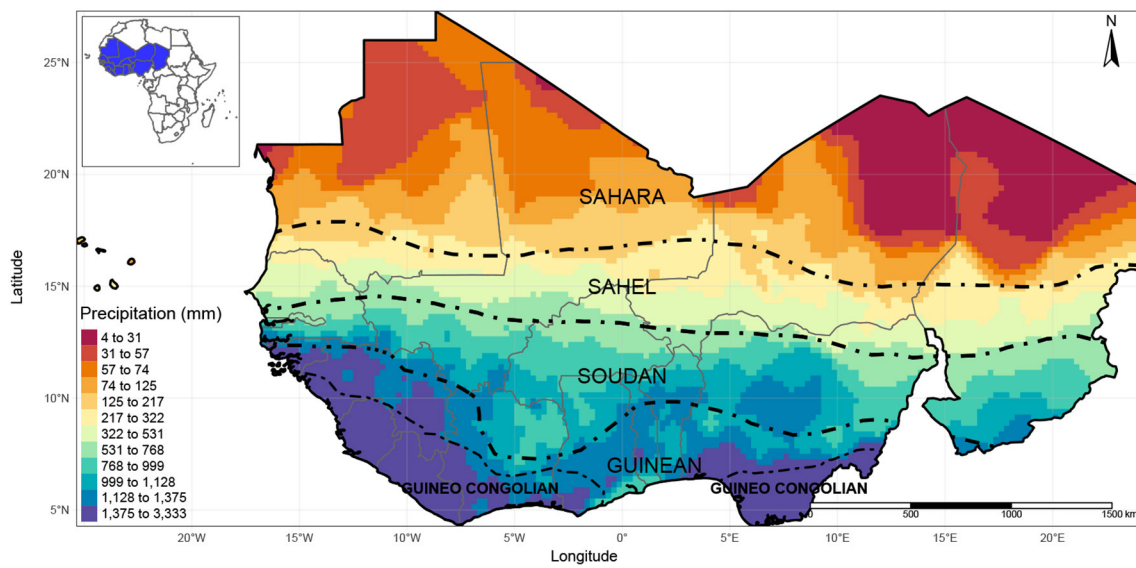 N
25°N
20°N
15°N
10°N
5°N
Latitude
SAHARA
SAHEL
SOUDAN
GUINEAN
GUINEO CONGOLIAN
GUINEO CONGOLIAN
Precipitation (mm)
4 to 31
31 to 57
57 to 74
74 to 125
125 to 217
217 to 322
322 to 531
531 to 768
768 to 999
999 to 1,128
1,128 to 1,375
1,375 to 3,333
0 500 1000 1500 km
20°W 15°W 10°W 5°W 0° 5°E 10°E 15°E 20°E
Longitude